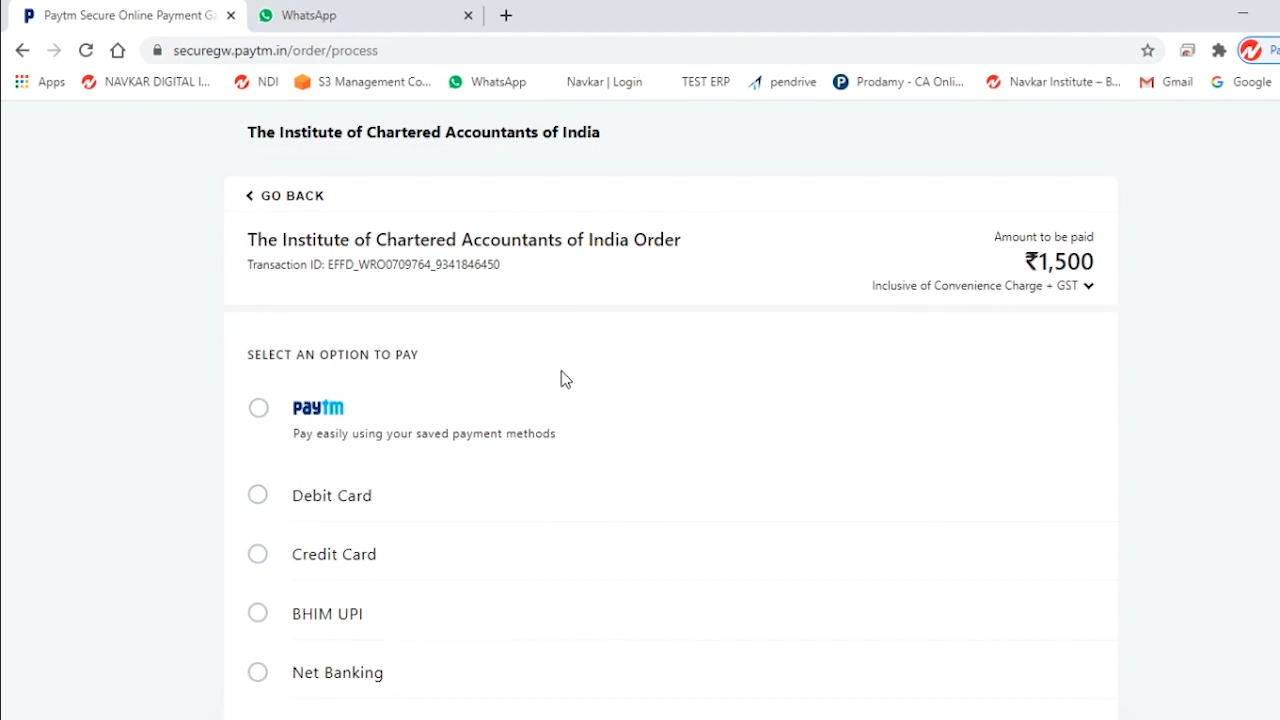 Paytm Secure Online Payment Ga
WhatsApp
securegw.paytm.in/order/process
Pa
Apps
NAVKAR DIGITAL I...
NDI
S3 Management Co...
WhatsApp
Navkar | Login
TEST ERP
pendrive
Prodamy - CA Onli...
Navkar Institute – B...
Gmail
Google
The Institute of Chartered Accountants of India
GO BACK
The Institute of Chartered Accountants of India Order
Transaction ID: EFFD_WRO0709764_9341846450
Amount to be paid
₹1,500
Inclusive of Convenience Charge + GST
SELECT AN OPTION TO PAY
paytm
Pay easily using your saved payment methods
Debit Card
Credit Card
BHIM UPI
Net Banking